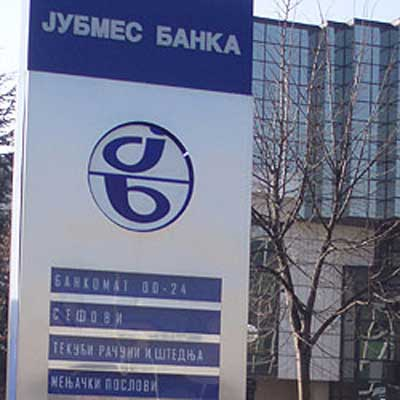 ЈУБМЕС БАНКА
БАНКОМАТ 00-24
СЕФОВИ
ТЕКУЋИ РАЧУНИ И ШТЕДЊА
МЕЊАЧКИ ПОСЛОВИ